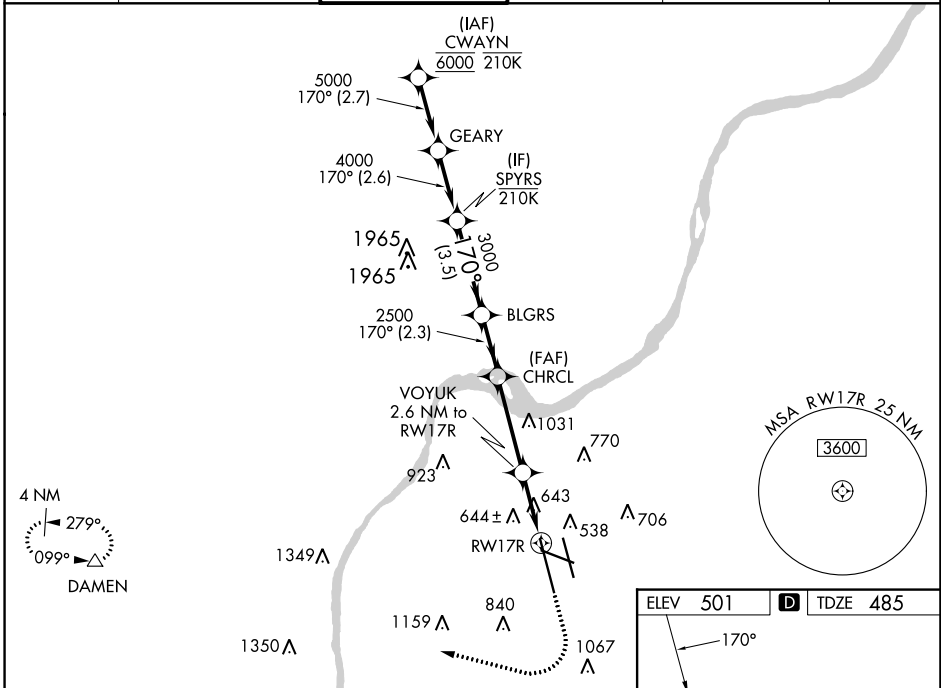 (IAF)
CWAYN
6000 210K
5000
170° (2.7)
GEARY
4000
170° (2.6)
(IF)
SPYRS
210K
1965
1965
3000
170°
(3.5)
2500
170° (2.3)
BLGRS
(FAF)
CHRCL
VOYUK
2.6 NM to
RW17R
1031
770
923
643
644±
538
706
RW17R
MSA RW17R 25 NM
3600
4 NM
279°
099°
DAMEN
1349
1159
840
1350
1067
ELEV 501 D TDZE 485
170°